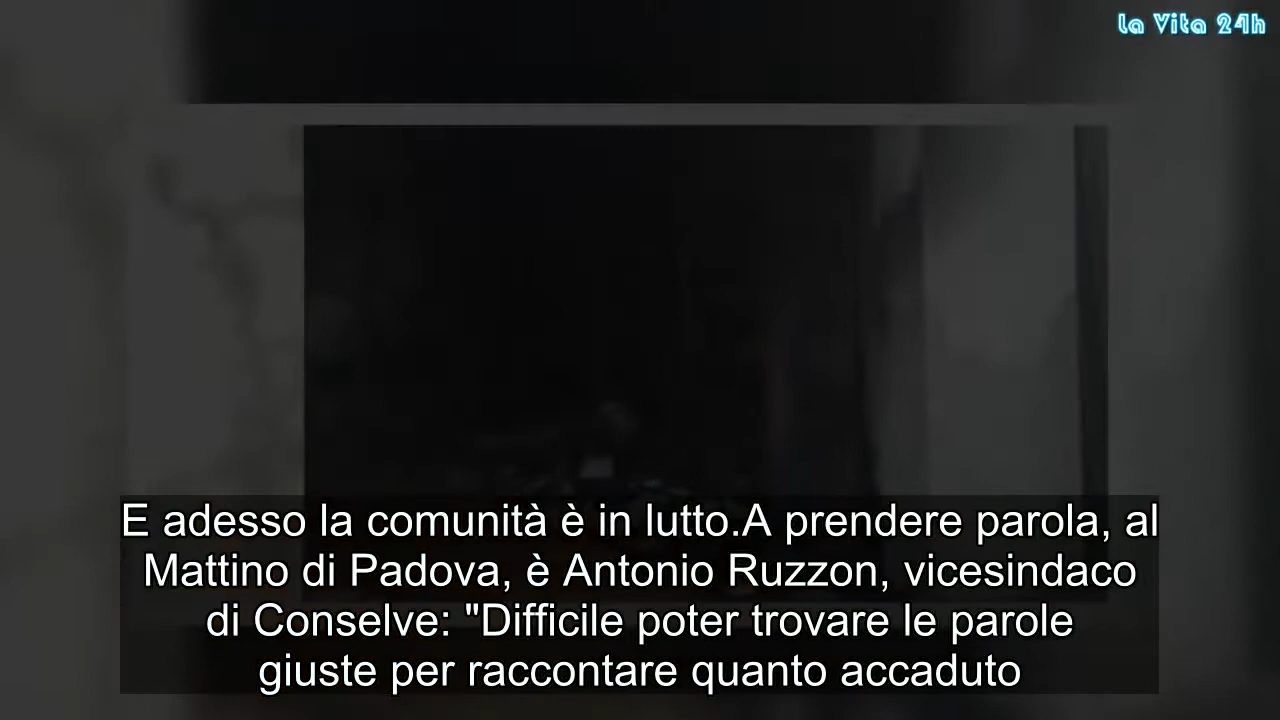 La Vita 24h
E adesso la comunità è in lutto.A prendere parola, al
Mattino di Padova, è Antonio Ruzzon, vicesindaco
di Conselve: "Difficile poter trovare le parole
giuste per raccontare quanto accaduto